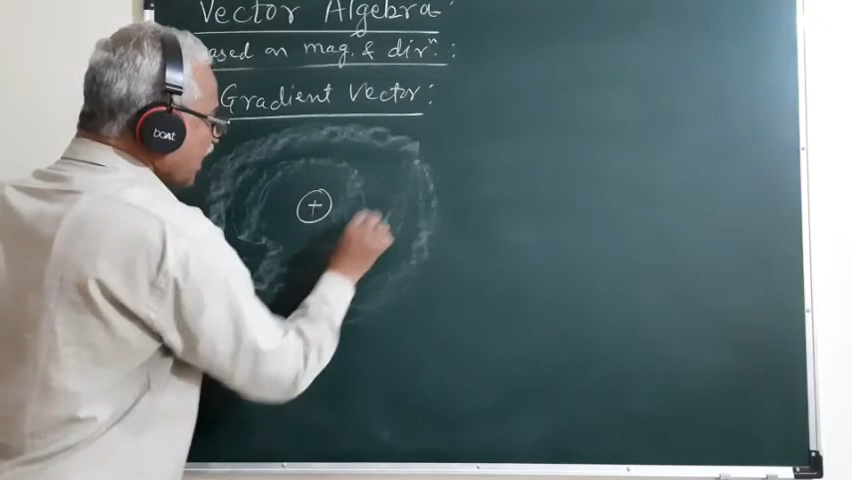 Vector Algebra:
ased on mag. & dirⁿ. :
Gradient Vector:
boAt
+